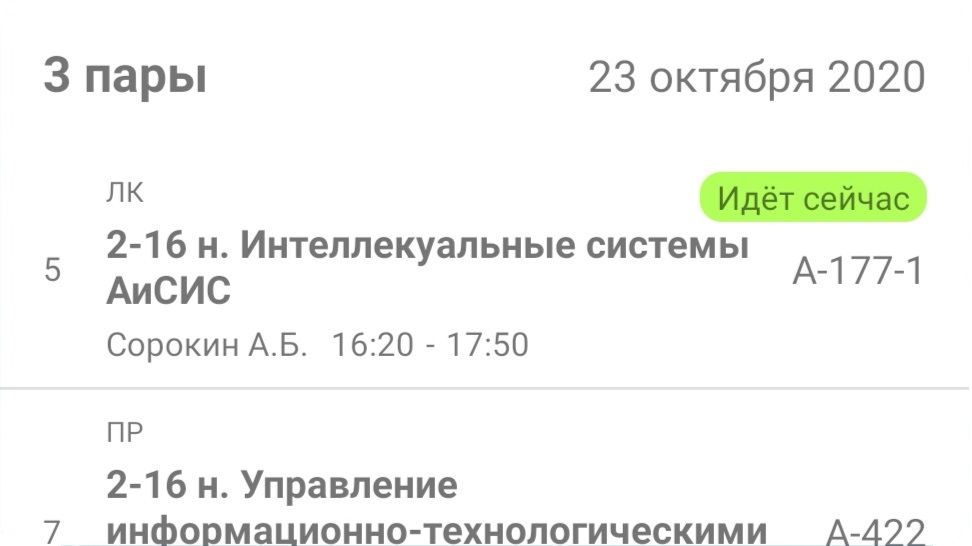 3 пары 23 октября 2020
ЛК
Идёт сейчас
2-16 н. Интеллекуальные системы
5
АиСИС
А-177-1
Сорокин А.Б. 16:20 - 17:50
ПР
2-16 н. Управление
7 информационно-технологическими А-422